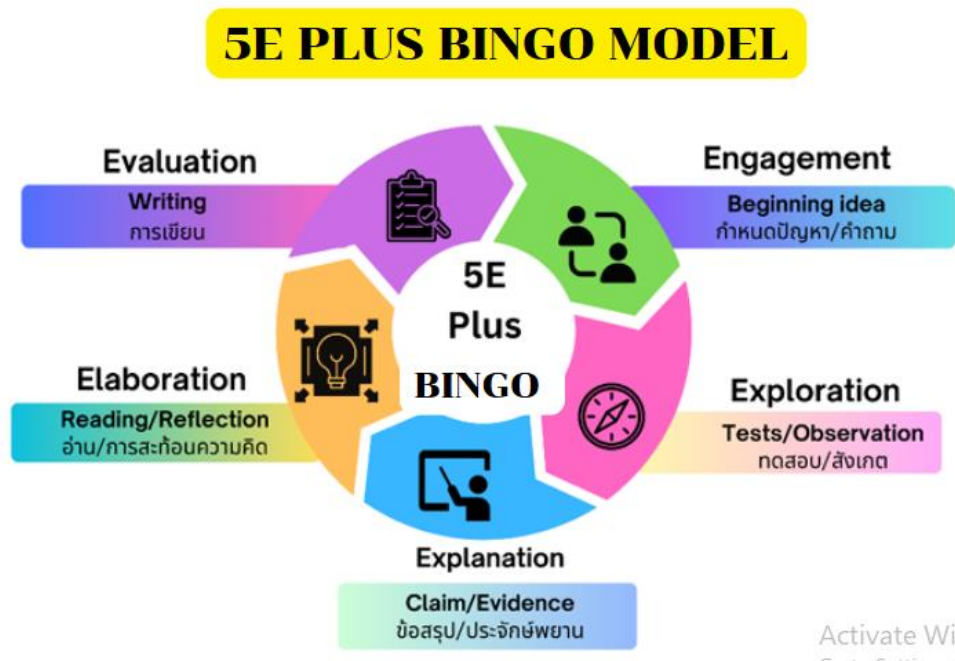 5E PLUS BINGO MODEL
Evaluation
Writing
การเขียน
Engagement
Beginning idea
กำหนดปัญหา/คำถาม
5E
Plus
BINGO
Elaboration
Reading/Reflection
อ่าน/การสะท้อนความคิด
Exploration
Tests/Observation
ทดสอบ/สังเกต
Explanation
Claim/Evidence
ข้อสรุป/ประจักษ์พยาน
Activate Wi